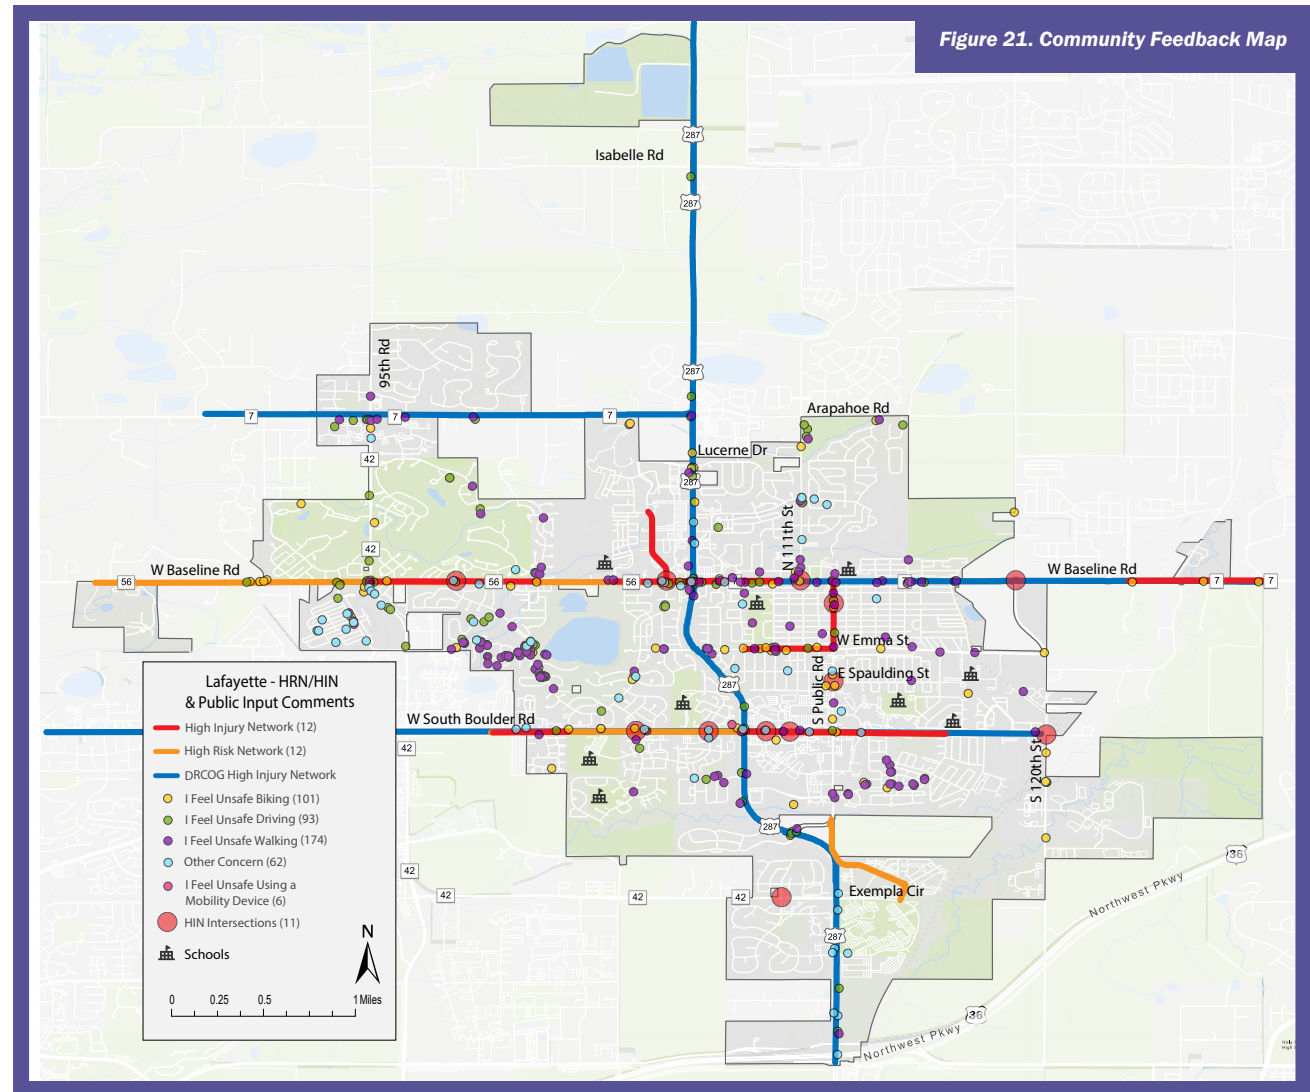 Figure 21. Community Feedback Map
287
Isabelle Rd
287
95th Rd
287
7
7
7
Arapahoe Rd
42
Lucerne Dr
287
N 111th St
42
W Baseline Rd
W Baseline Rd
56
56
56
7
7
7
W Emma St
E Spaulding St
S Public Rd
287
W South Boulder Rd
42
S 120th St
287
42
42
42
42
Exempla Cir
287
36
Northwest Pkwy
36
Northwest Pkwy
Lafayette - HRN/HIN
& Public Input Comments
High Injury Network (12)
High Risk Network (12)
DRCOG High Injury Network
I Feel Unsafe Biking (101)
I Feel Unsafe Driving (93)
I Feel Unsafe Walking (174)
Other Concern (62)
I Feel Unsafe Using a
Mobility Device (6)
HIN Intersections (11)
Schools
N
0 0.25 0.5 1 Miles